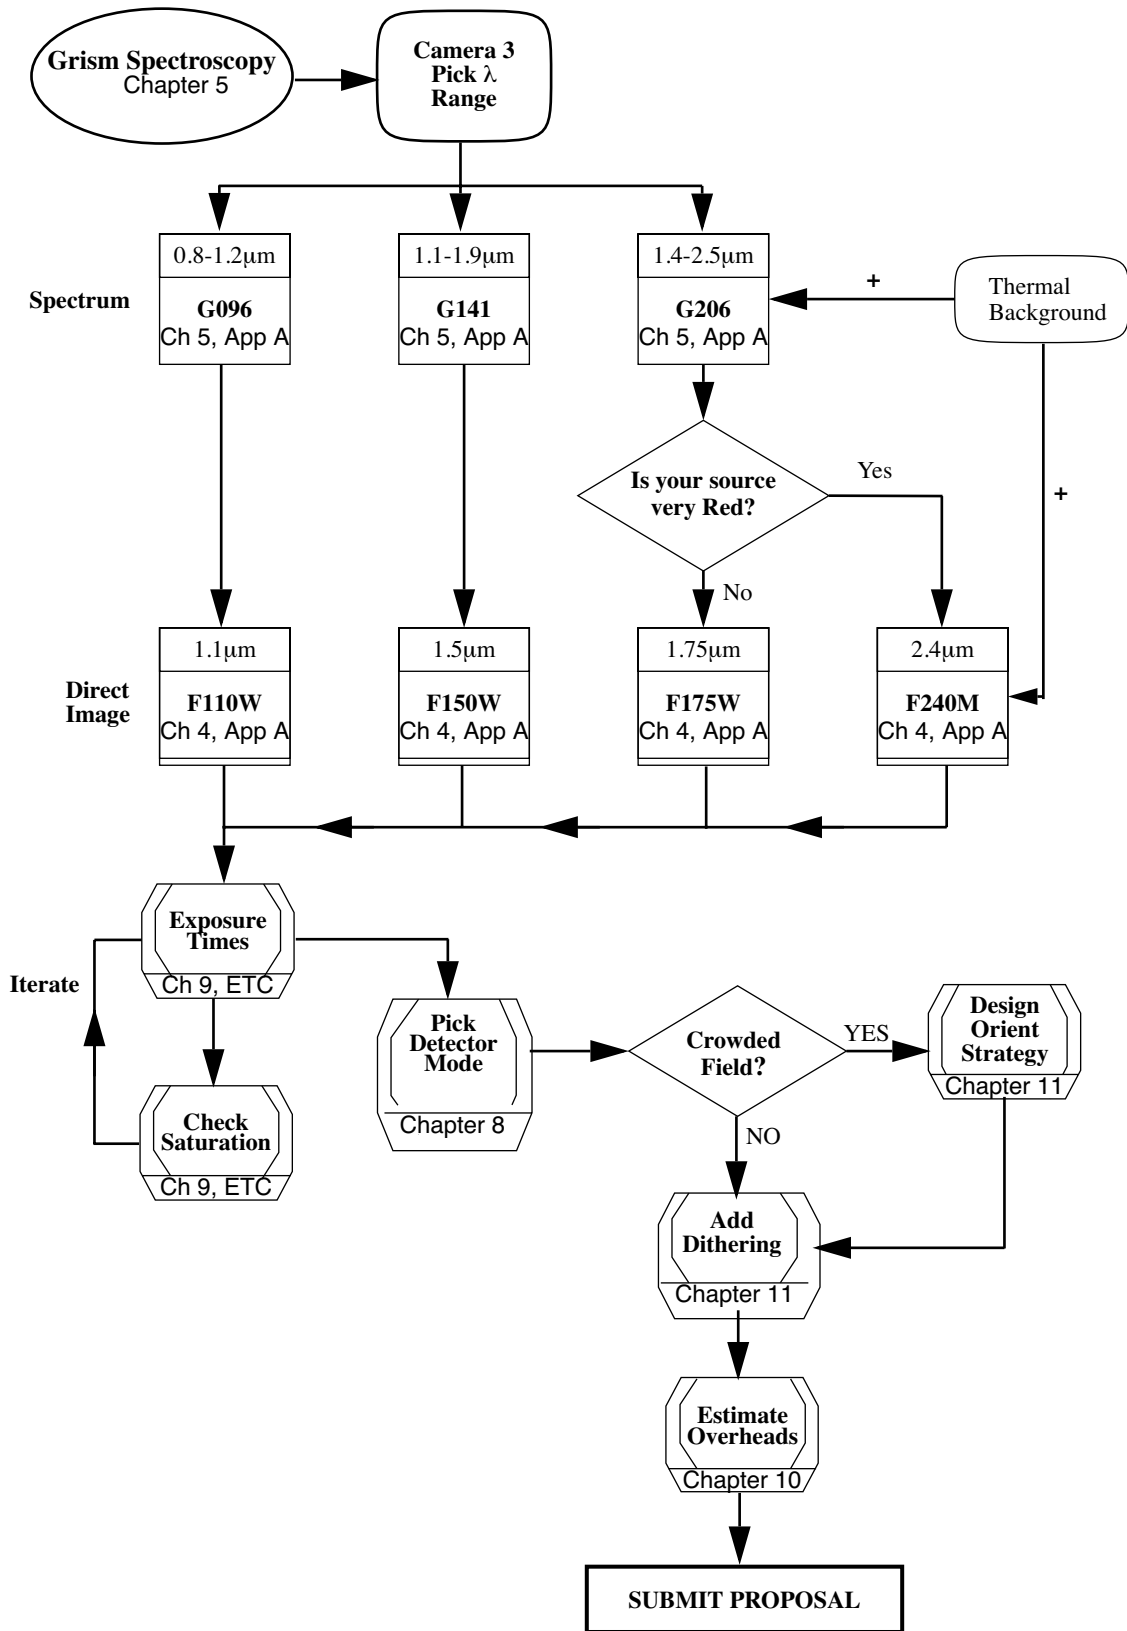 Grism Spectroscopy
Chapter 5
Camera 3
Pick λ
Range
0.8-1.2µm
1.1-1.9µm
1.4-2.5µm
Spectrum
G096
Ch 5, App A
G141
Ch 5, App A
G206
Ch 5, App A
+
Thermal
Background
Is your source
very Red?
Yes
+
No
1.1µm
1.5µm
1.75µm
2.4µm
Direct
Image
F110W
Ch 4, App A
F150W
Ch 4, App A
F175W
Ch 4, App A
F240M
Ch 4, App A
Exposure
Times
Ch 9, ETC
Iterate
Pick
Detector
Mode
Chapter 8
Crowded
Field?
YES
Design
Orient
Strategy
Chapter 11
Check
Saturation
Ch 9, ETC
NO
Add
Dithering
Chapter 11
Estimate
Overheads
Chapter 10
SUBMIT PROPOSAL